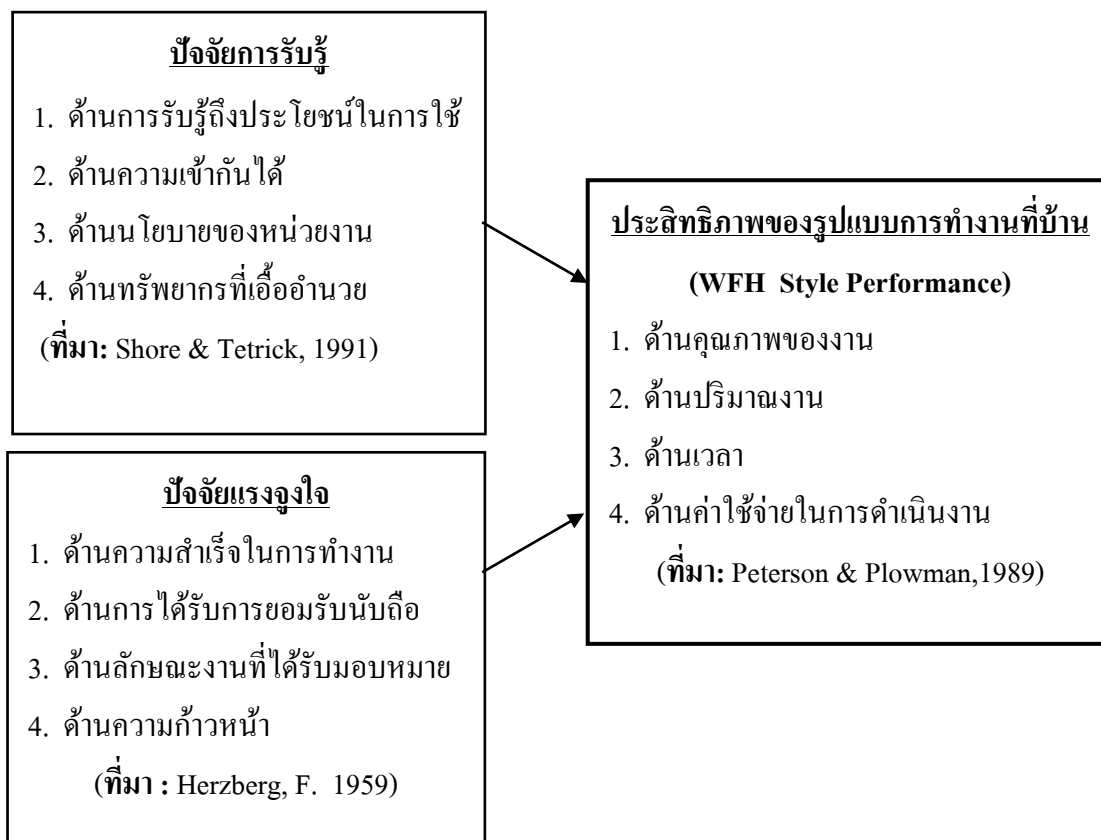 ปัจจัยการรับรู้
1. ด้านการรับรู้ถึงประโยชน์ในการใช้
2. ด้านความเข้ากันได้
3. ด้านนโยบายของหน่วยงาน
4. ด้านทรัพยากรที่เอื้ออำนวย
(ที่มา: Shore & Tetrick, 1991)
ปัจจัยแรงจูงใจ
1. ด้านความสำเร็จในการทำงาน
2. ด้านการได้รับการยอมรับนับถือ
3. ด้านลักษณะงานที่ได้รับมอบหมาย
4. ด้านความก้าวหน้า
(ที่มา : Herzberg, F. 1959)
ประสิทธิภาพของรูปแบบการทำงานที่บ้าน
(WFH Style Performance)
1. ด้านคุณภาพของงาน
2. ด้านปริมาณงาน
3. ด้านเวลา
4. ด้านค่าใช้จ่ายในการดำเนินงาน
(ที่มา: Peterson & Plowman,1989)